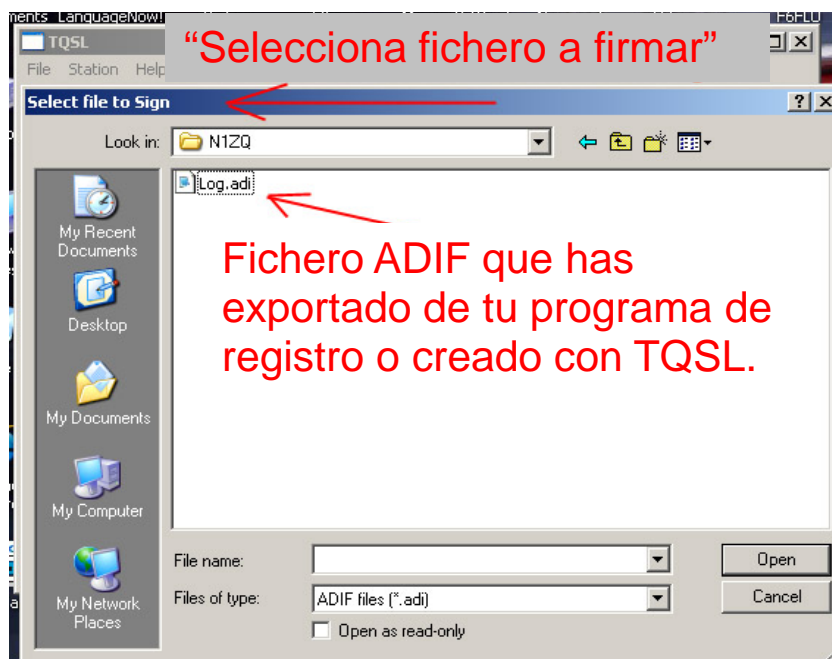 ments LanguageNow!
F6FLU
TQSL
“Selecciona fichero a firmar”
File Station Help
Select file to Sign
Look in: N1ZQ
Log.adi
My Recent
Documents
Fichero ADIF que has
exportado de tu programa de
registro o creado con TQSL.
Desktop
My Documents
My Computer
My Network
Places
File name: Open
Files of type: ADIF files (*.adi) Cancel
Open as read-only